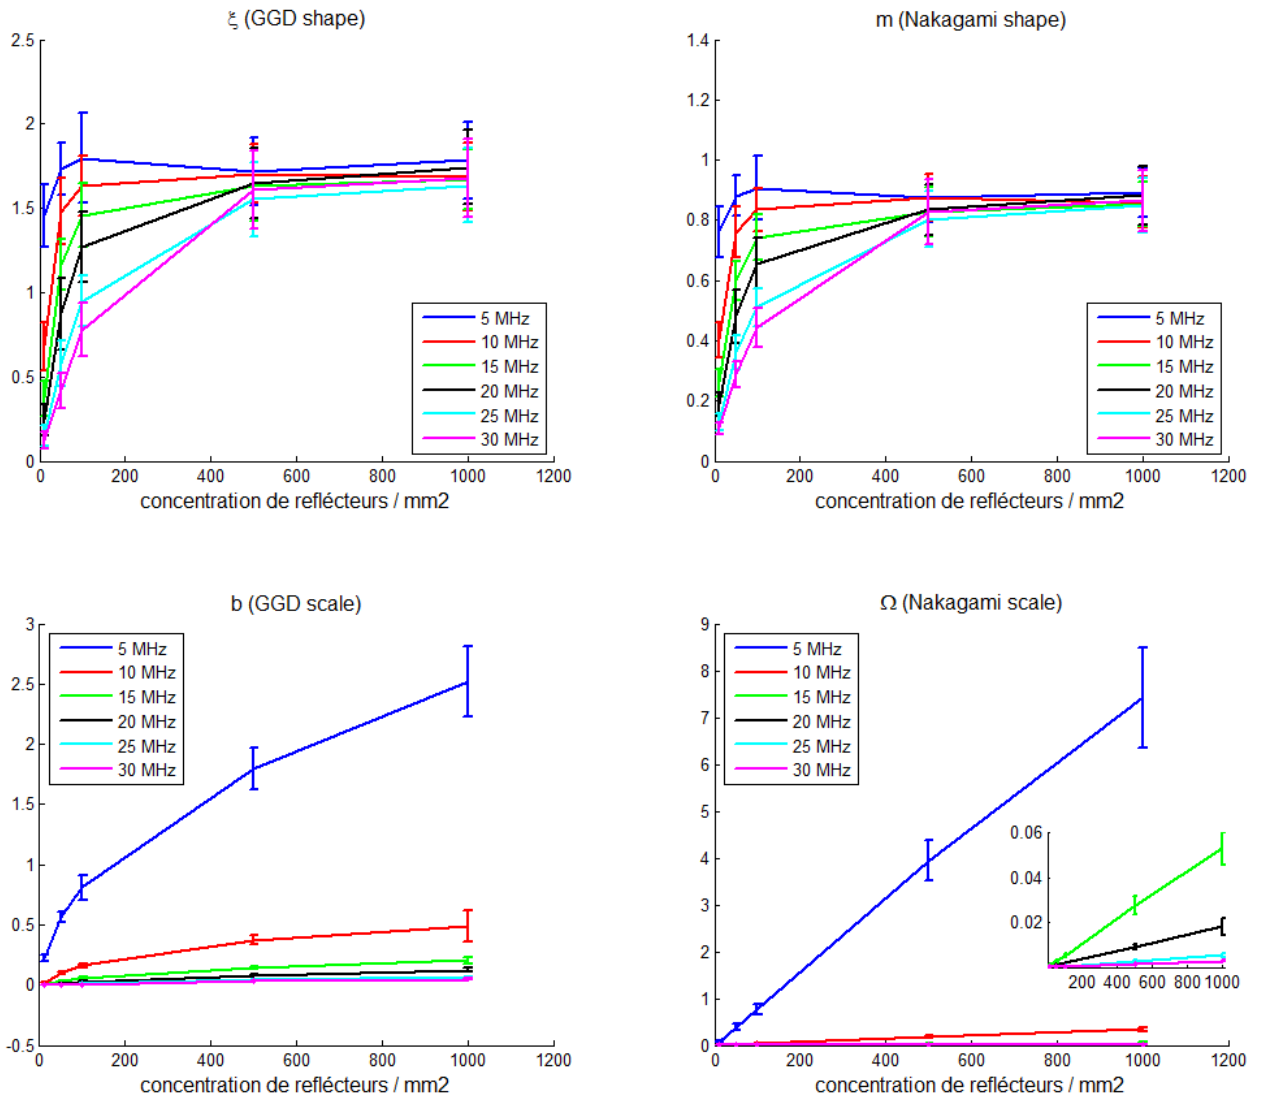 ξ (GGD shape)
2.5
2
1.5
1
0.5
0
0 200 400 600 800 1000 1200
concentration de reflécteurs / mm2
5 MHz
10 MHz
15 MHz
20 MHz
25 MHz
30 MHz
m (Nakagami shape)
1.4
1.2
1
0.8
0.6
0.4
0.2
0
0 200 400 600 800 1000 1200
concentration de reflécteurs / mm2
5 MHz
10 MHz
15 MHz
20 MHz
25 MHz
30 MHz
b (GGD scale)
3
2.5
2
1.5
1
0.5
0
-0.5
0 200 400 600 800 1000 1200
concentration de reflécteurs / mm2
5 MHz
10 MHz
15 MHz
20 MHz
25 MHz
30 MHz
Ω (Nakagami scale)
9
8
7
6
5
4
3
2
1
0
0 200 400 600 800 1000 1200
concentration de reflécteurs / mm2
5 MHz
10 MHz
15 MHz
20 MHz
25 MHz
30 MHz
0.06
0.04
0.02
200 400 600 800 1000